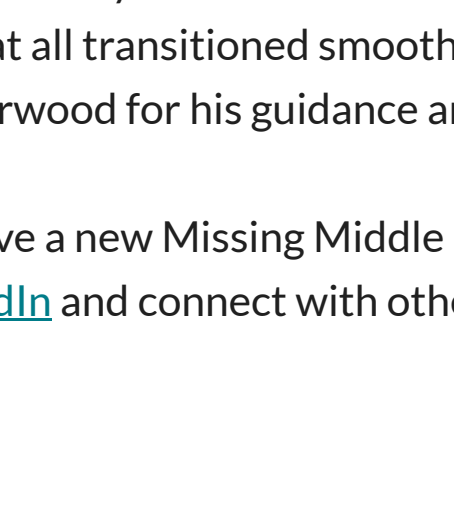 at all transitioned smooth
rwood for his guidance a
ve a new Missing Middle
dIn and connect with oth